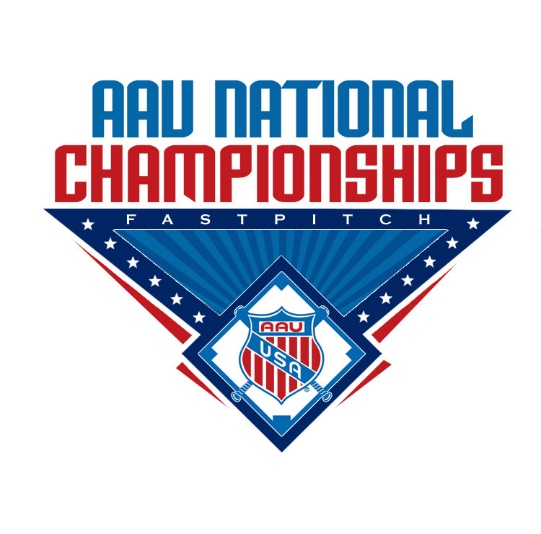 AAU NATIONAL
CHAMPIONSHIPS
FASTPITCH
AAU
USA
®